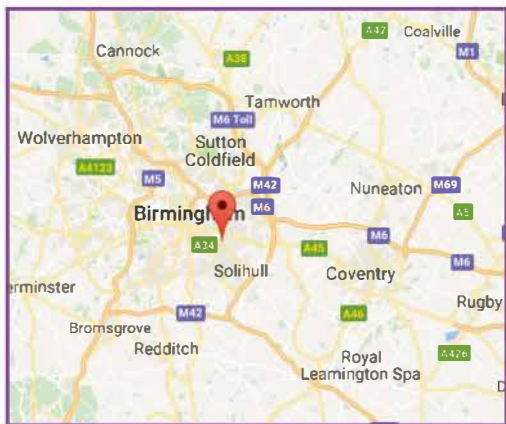 A42
Coalville
Cannock
M1
A38
Tamworth
M6 Toll
Wolverhampton
Sutton
Coldfield
A4123
M5
M42
Nuneaton
M69
Birmingham
M6
A5
A34
A45
M6
Solihull
Coventry
M6
erminster
Rugby
M42
A46
Bromsgrove
Redditch
A426
Royal
Leamington Spa